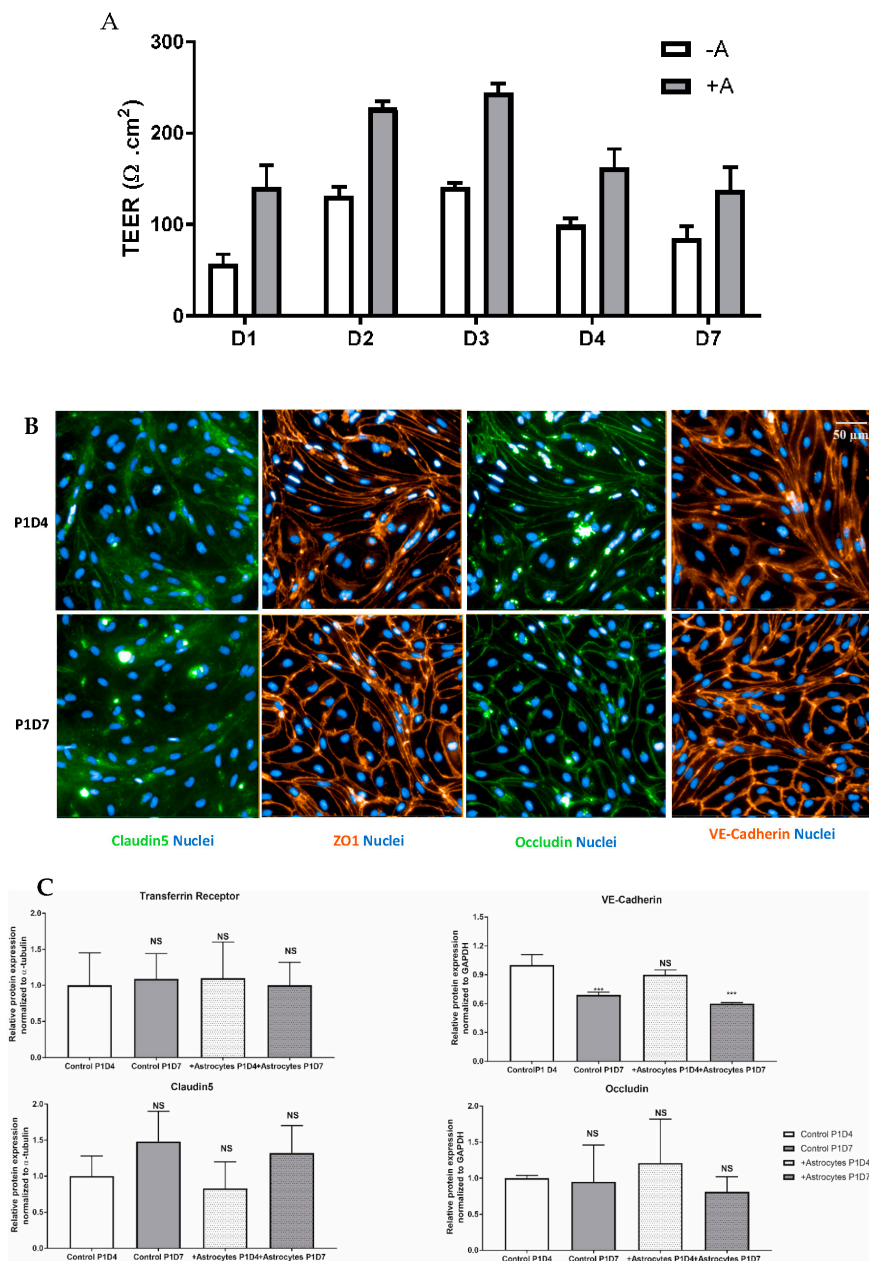 A
TEER (Ω .cm²)
300
200
100
0
-A
+A
D1 D2 D3 D4 D7
B
50 µm
P1D4
P1D7
Claudin5 Nuclei ZO1 Nuclei Occludin Nuclei VE-Cadherin Nuclei
C
Transferrin Receptor
Relative protein expression
normalized to α-tubulin
2.0
1.5
1.0
0.5
0.0
NS NS NS
Control P1D4 Control P1D7 +Astrocytes P1D4 +Astrocytes P1D7
VE-Cadherin
Relative protein expression
normalized to GAPDH
1.5
1.2
0.9
0.6
0.3
0.0
*** NS ***
ControlP1 D4 Control P1D7 +Astrocytes P1D4 +Astrocytes P1D7
Claudin5
Relative protein expression
normalized to α-tubulin
2.0
1.5
1.0
0.5
0.0
NS NS NS
Control P1D4 Control P1D7 +Astrocytes P1D4 +Astrocytes P1D7
Occludin
Relative protein expression
normalized to GAPDH
2.0
1.5
1.0
0.5
0.0
NS NS NS
Control P1D4 Control P1D7 +Astrocytes P1D4 +Astrocytes P1D7
Control P1D4
Control P1D7
+Astrocytes P1D4
+Astrocytes P1D7